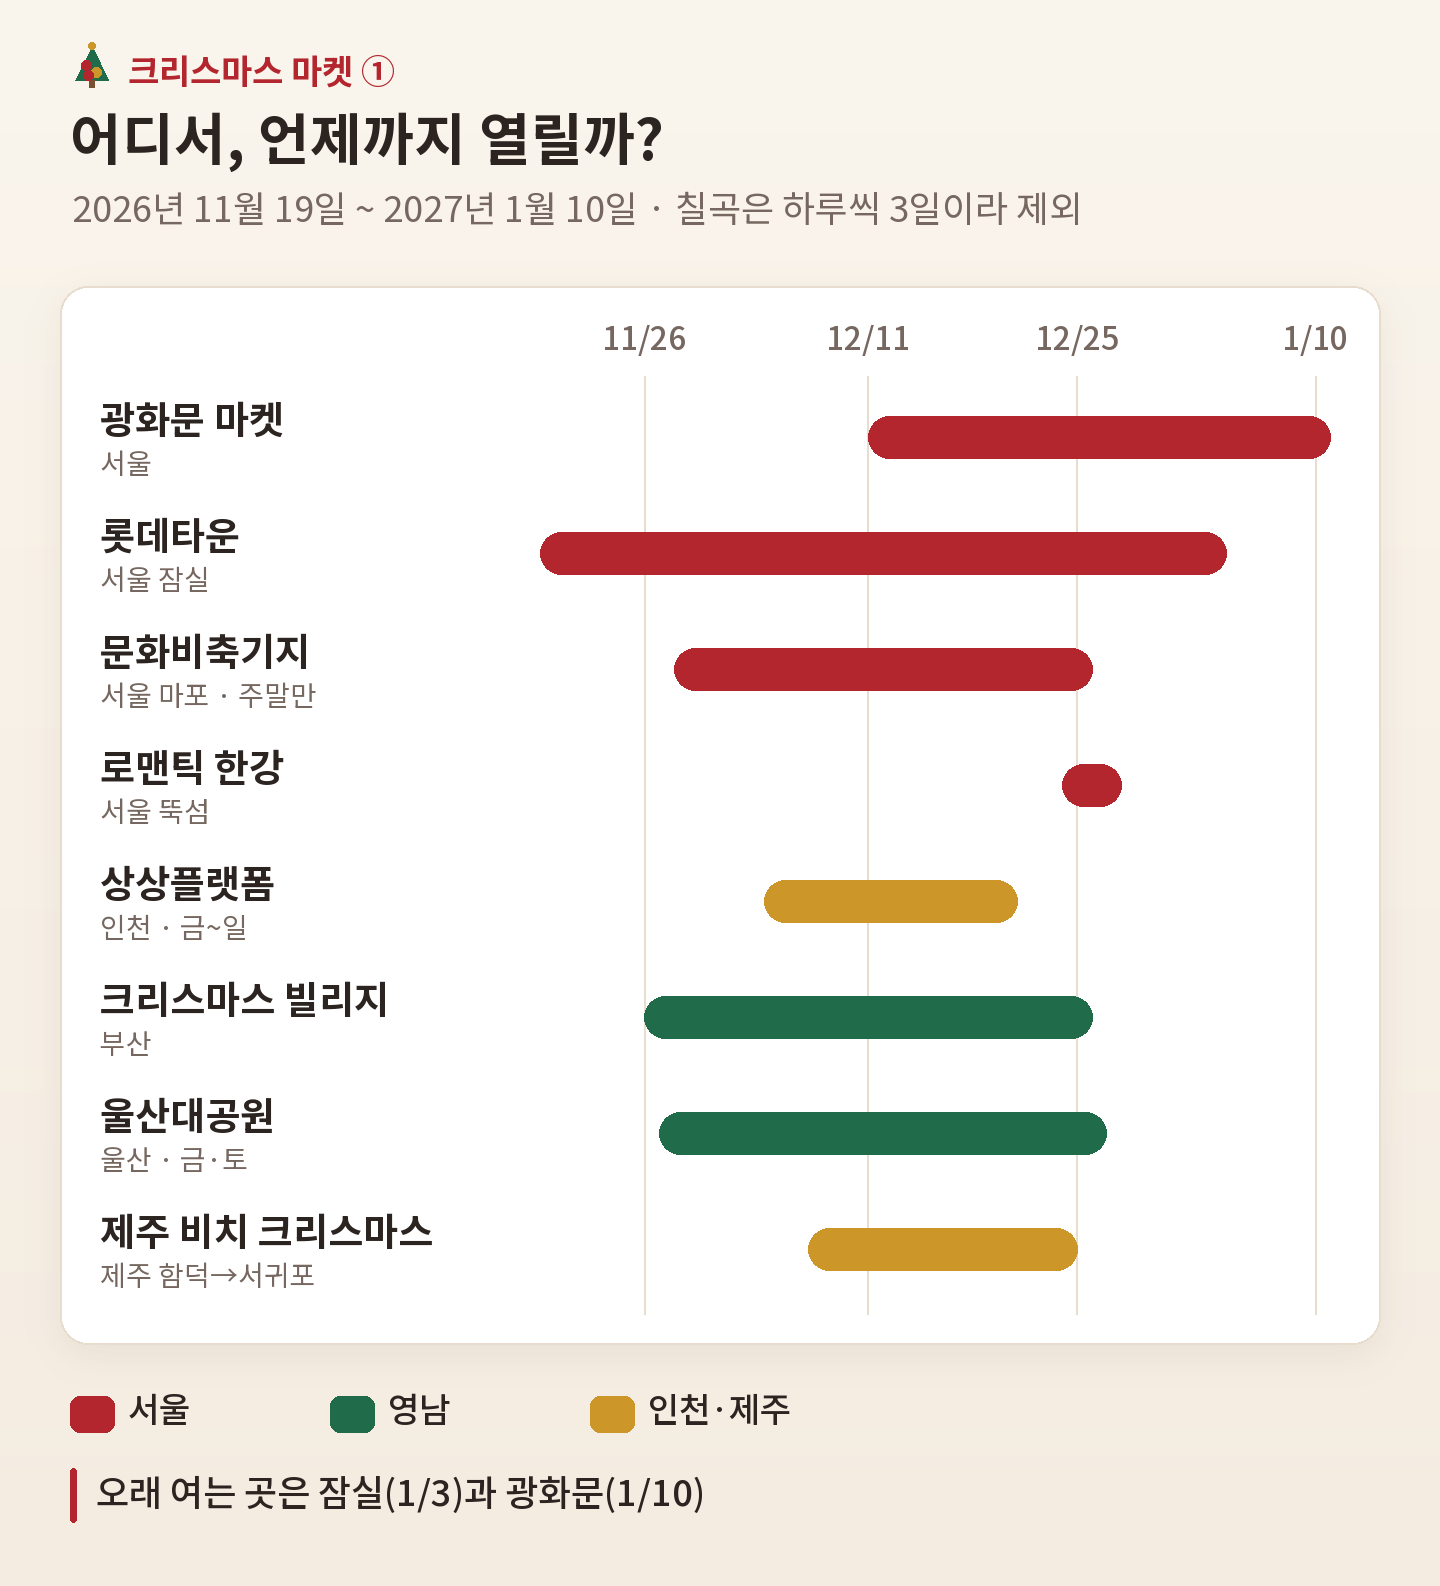 크리스마스 마켓 ①
어디서, 언제까지 열릴까?
2026년 11월 19일 ~ 2027년 1월 10일 · 칠곡은 하루씩 3일이라 제외
11/26 12/11 12/25 1/10
광화문 마켓
서울
롯데타운
서울 잠실
문화비축기지
서울 마포 · 주말만
로맨틱 한강
서울 뚝섬
상상플랫폼
인천 · 금~일
크리스마스 빌리지
부산
울산대공원
울산 · 금·토
제주 비치 크리스마스
제주 함덕→서귀포
서울 영남 인천·제주
오래 여는 곳은 잠실(1/3)과 광화문(1/10)